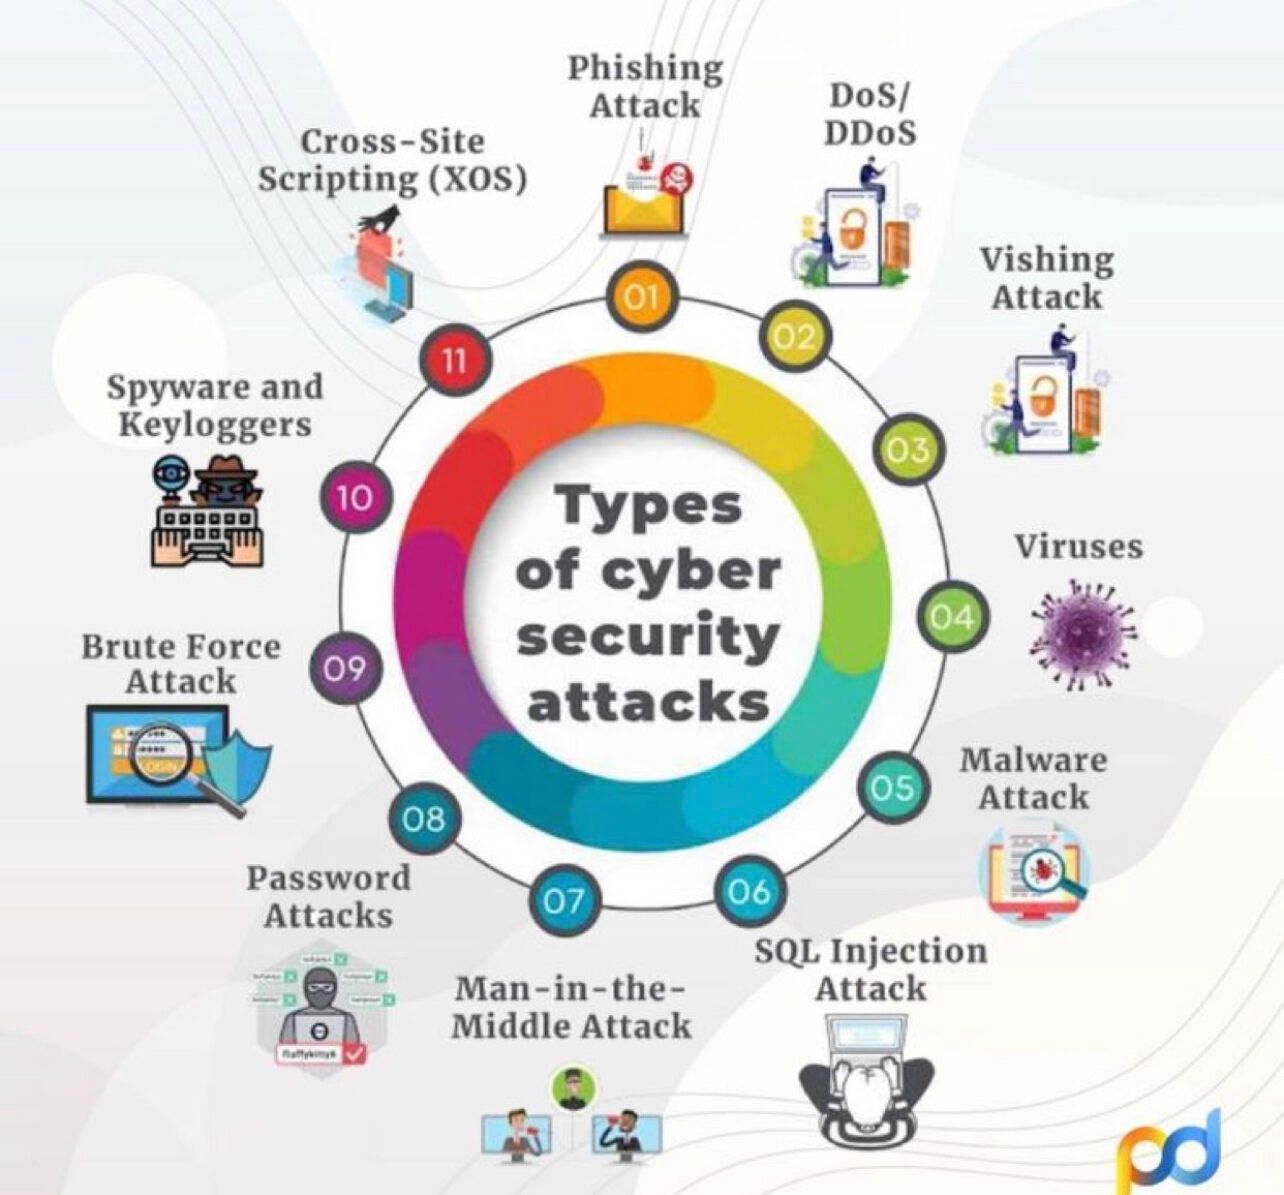 Phishing
Attack
DoS/
DDoS
Cross-Site
Scripting (XOS)
Vishing
Attack
01
02
11
03
Spyware and
Keyloggers
10
Types
of cyber
security
attacks
Viruses
04
Brute Force
Attack
09
LOGIN
Malware
Attack
05
08
Password
Attacks
07
06
SQL Injection
Attack
Man-in-the-
Middle Attack
fluffykitty6
pd